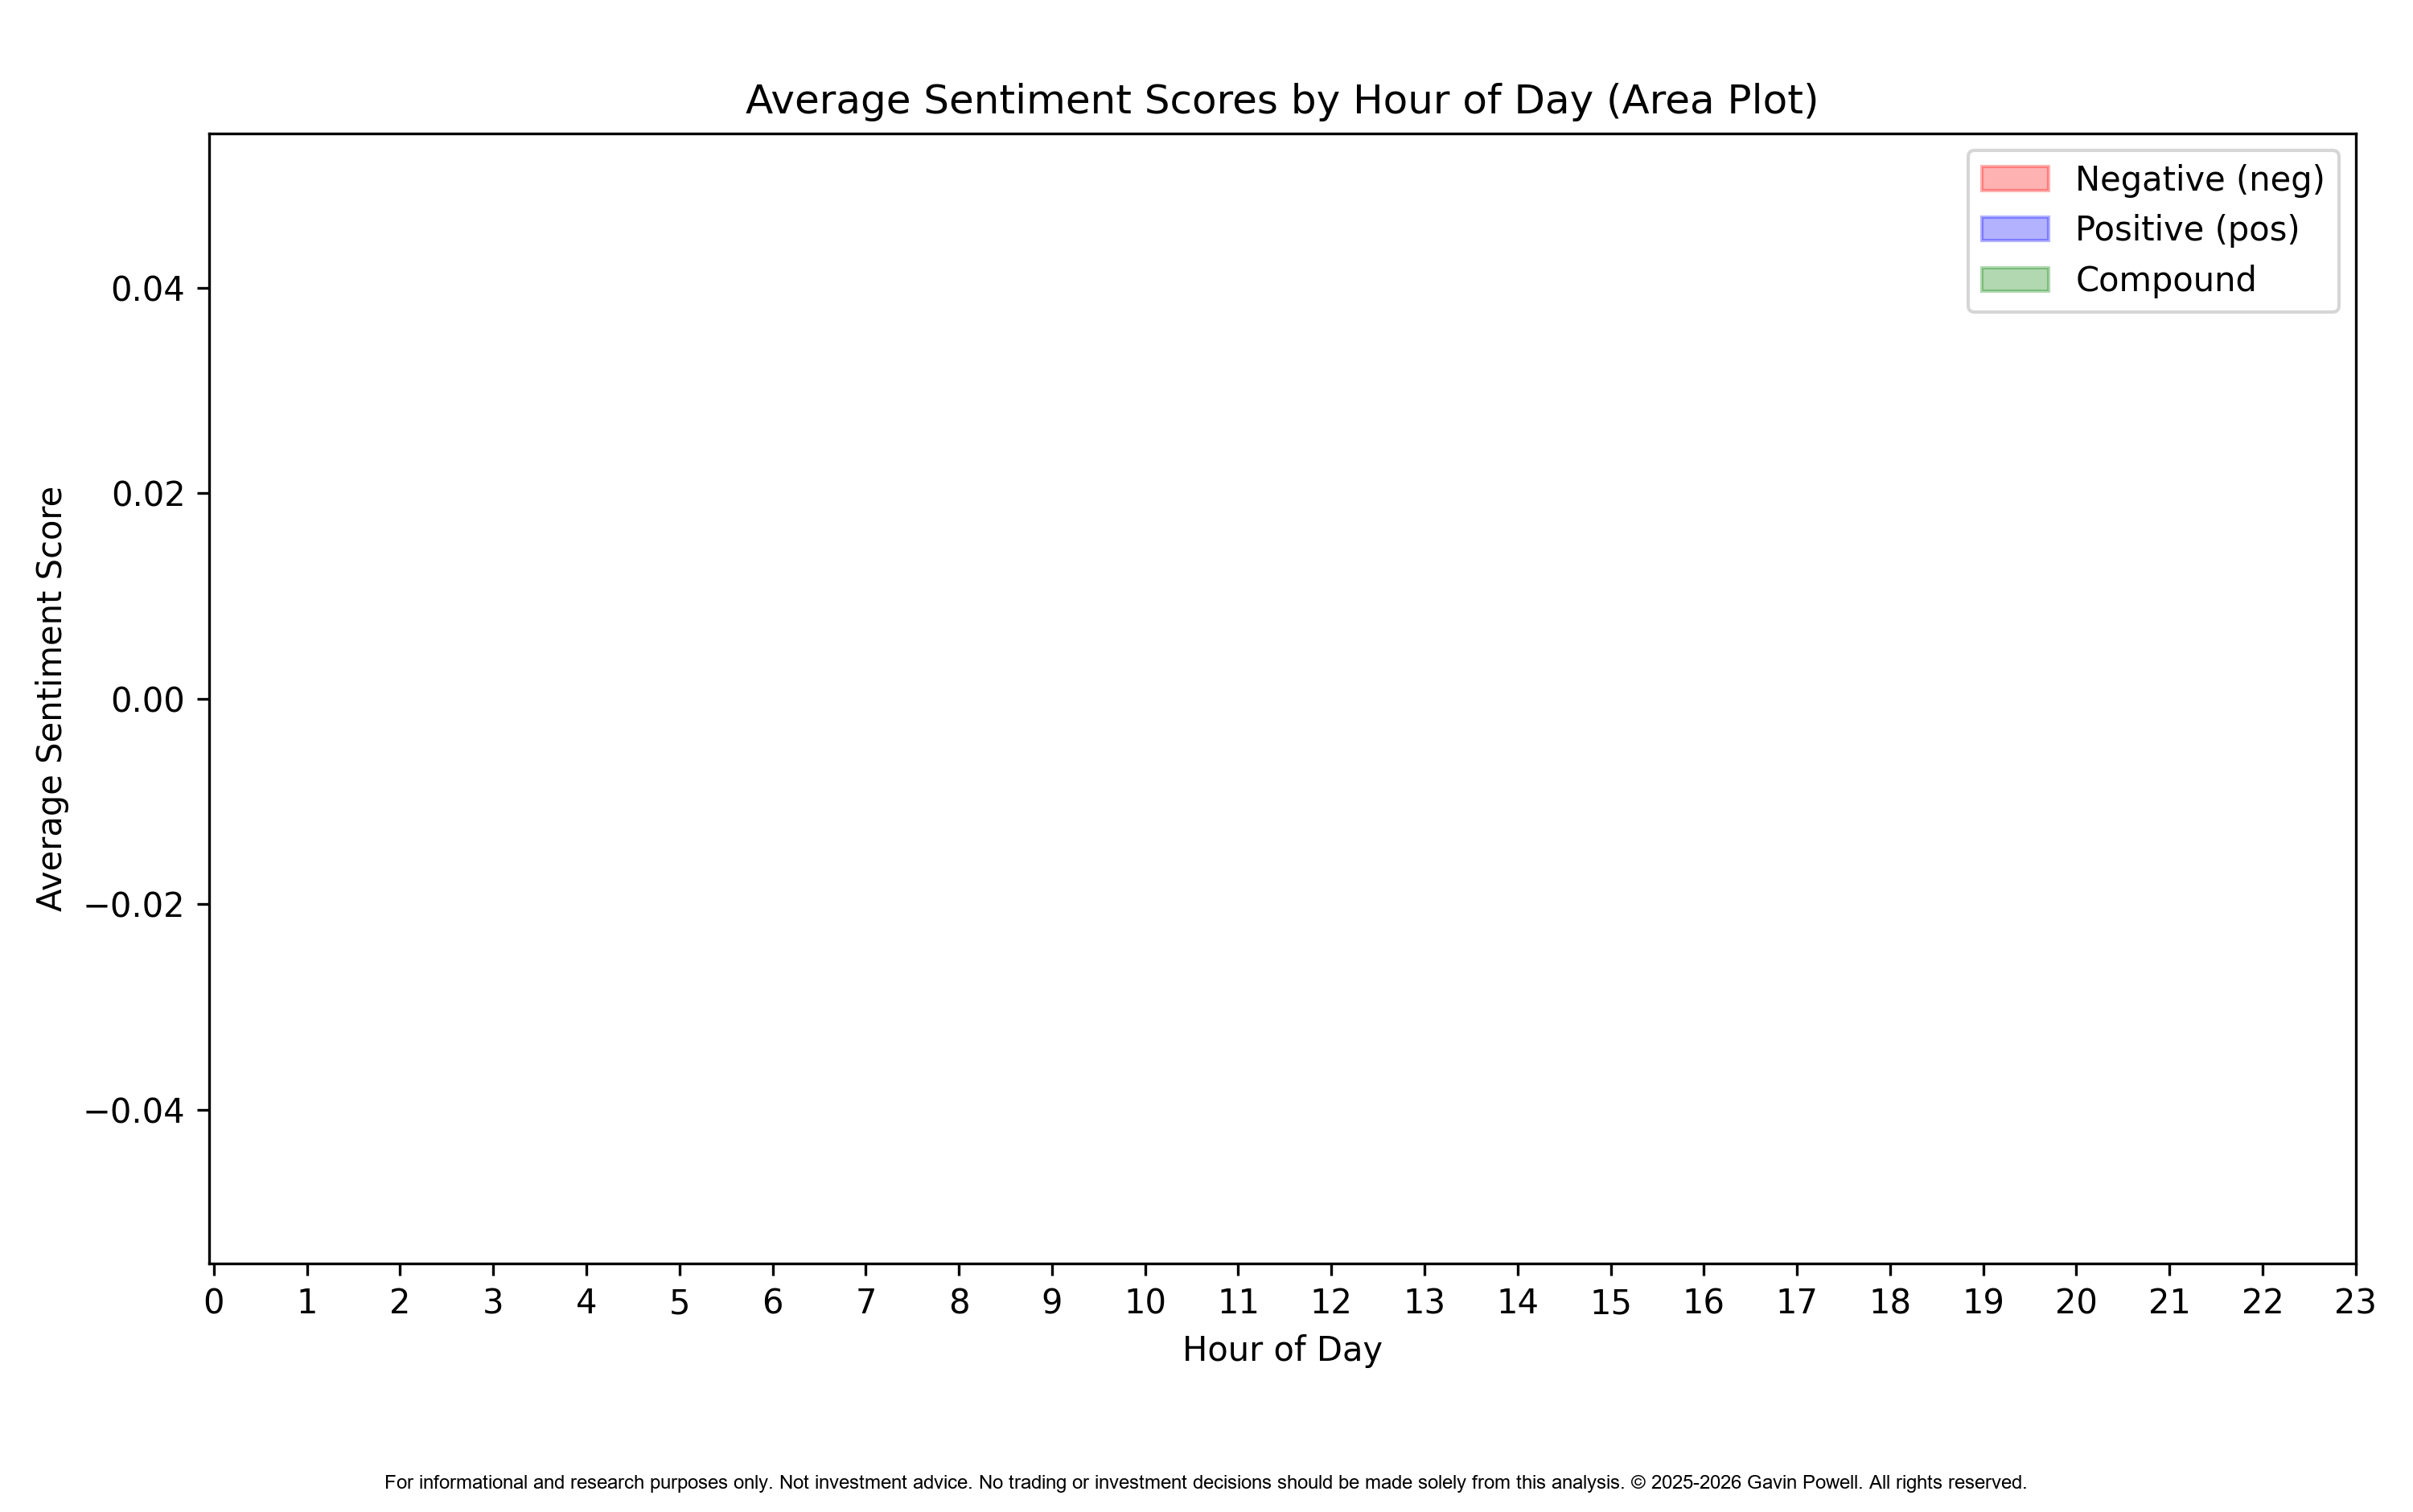 Average Sentiment Scores by Hour of Day (Area Plot)
Negative (neg)
Positive (pos)
Compound
Average Sentiment Score
0.04
0.02
0.00
−0.02
−0.04
0 1 2 3 4 5 6 7 8 9 10 11 12 13 14 15 16 17 18 19 20 21 22 23
Hour of Day
For informational and research purposes only. Not investment advice. No trading or investment decisions should be made solely from this analysis. © 2025-2026 Gavin Powell. All rights reserved.